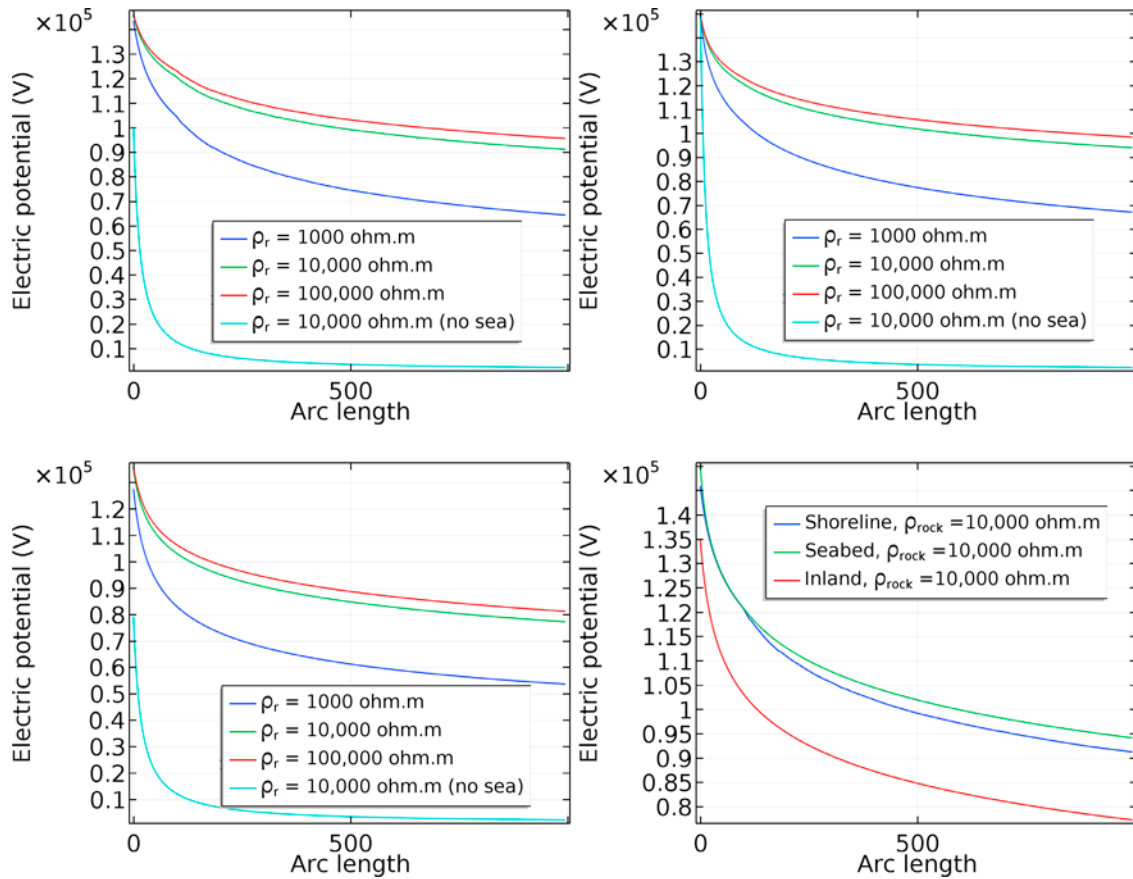 ×10⁵
Electric potential (V)
1.3
1.2
1.1
1
0.9
0.8
0.7
0.6
0.5
0.4
0.3
0.2
0.1
ρr = 1000 ohm.m
ρr = 10,000 ohm.m
ρr = 100,000 ohm.m
ρr = 10,000 ohm.m (no sea)
0
500
Arc length
×10⁵
Electric potential (V)
1.3
1.2
1.1
1
0.9
0.8
0.7
0.6
0.5
0.4
0.3
0.2
0.1
ρr = 1000 ohm.m
ρr = 10,000 ohm.m
ρr = 100,000 ohm.m
ρr = 10,000 ohm.m (no sea)
0
500
Arc length
×10⁵
Electric potential (V)
1.2
1.1
1
0.9
0.8
0.7
0.6
0.5
0.4
0.3
0.2
0.1
ρr = 1000 ohm.m
ρr = 10,000 ohm.m
ρr = 100,000 ohm.m
ρr = 10,000 ohm.m (no sea)
0
500
Arc length
×10⁵
Electric potential (V)
1.4
1.35
1.3
1.25
1.2
1.15
1.1
1.05
1
0.95
0.9
0.85
0.8
Shoreline, ρrock =10,000 ohm.m
Seabed, ρrock =10,000 ohm.m
Inland, ρrock =10,000 ohm.m
0
500
Arc length